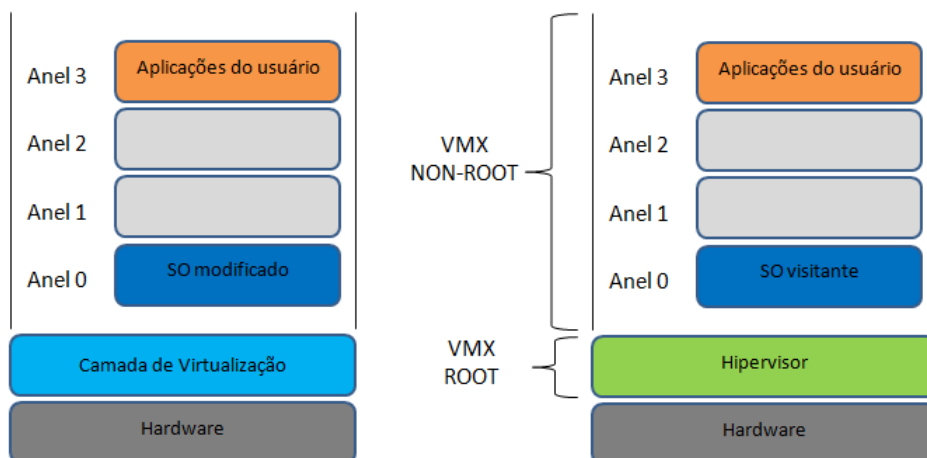 Anel 3
Aplicações do usuário
Anel 2
Anel 1
Anel 0
SO modificado
Camada de Virtualização
Hardware
VMX
NON-ROOT
VMX
ROOT
Anel 3
Aplicações do usuário
Anel 2
Anel 1
Anel 0
SO visitante
Hipervisor
Hardware